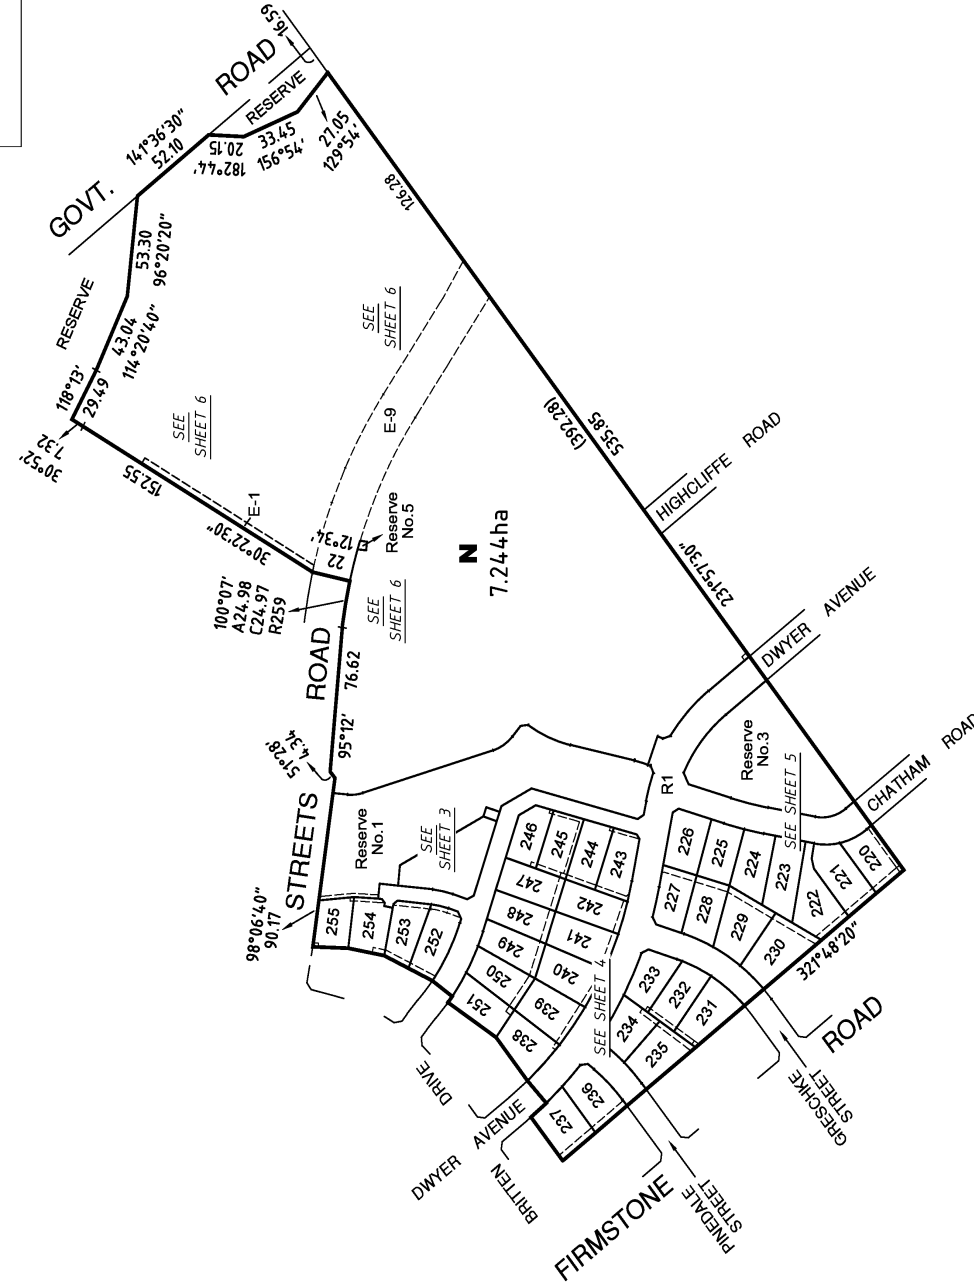 16.59
GOVT.
ROAD
RESERVE
141°36'30"
52.10
182°44'
20.15
33.45
156°54'
27.05
129°54'
126.28
RESERVE
53.30
96°20'20"
43.04
114°20'40"
118°13'
29.49
30°52'
7.32
152.55
30°22'30"
E-1
SEE
SHEET 6
SEE
SHEET 6
E-9
(392.28)
535.85
231°57'30"
22
12°34'
Reserve
No.5
N
7.244ha
SEE
SHEET 6
100°07'
A24.98
C24.97
R259
ROAD
76.62
95°12'
51°28'
4.34
STREETS
98°06'40"
90.17
Reserve
No.1
SEE
SHEET 3
HIGHCLIFFE ROAD
DWYER AVENUE
CHATHAM ROAD
Reserve
No.3
SEE SHEET 5
R1
246
245
244
243
226
225
224
223
222
221
220
247
248
249
250
251
242
241
240
239
238
227
228
229
230
255
254
253
252
233
232
231
234
235
236
237
SEE SHEET 4
321°48'20"
DRIVE
DWYER AVENUE
BRITTEN
FIRMSTONE
ROAD
PINEDALE
STREET
GRESCHKE
STREET